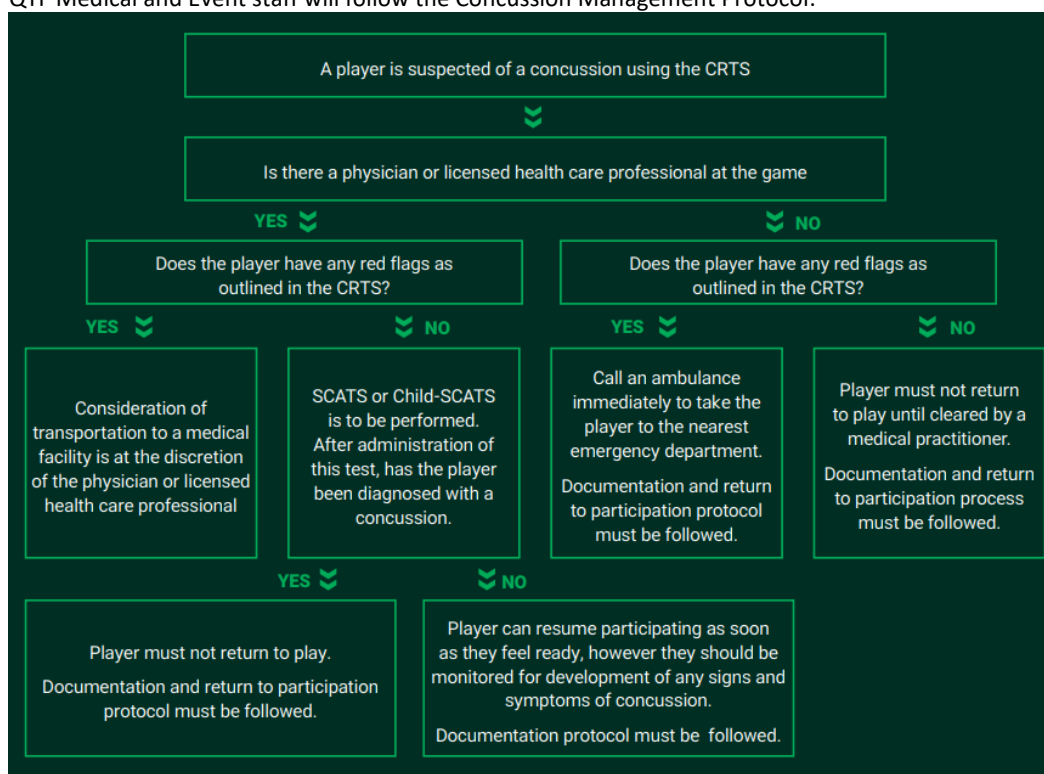 QTF Medical and Event staff will follow the Concussion Management Protocol.
A player is suspected of a concussion using the CRTS
Is there a physician or licensed health care professional at the game
YES
NO
Does the player have any red flags as
outlined in the CRTS?
Does the player have any red flags as
outlined in the CRTS?
YES
NO
YES
NO
Consideration of
transportation to a medical
facility is at the discretion
of the physician or licensed
health care professional
SCATS or Child-SCATS
is to be performed.
After administration of
this test, has the player
been diagnosed with a
concussion.
Call an ambulance
immediately to take the
player to the nearest
emergency department.
Documentation and return
to participation protocol
must be followed.
Player must not return
to play until cleared by a
medical practitioner.
Documentation and return
to participation process
must be followed.
YES
NO
Player must not return to play.
Documentation and return to participation
protocol must be followed.
Player can resume participating as soon
as they feel ready, however they should be
monitored for development of any signs and
symptoms of concussion.
Documentation protocol must be followed.